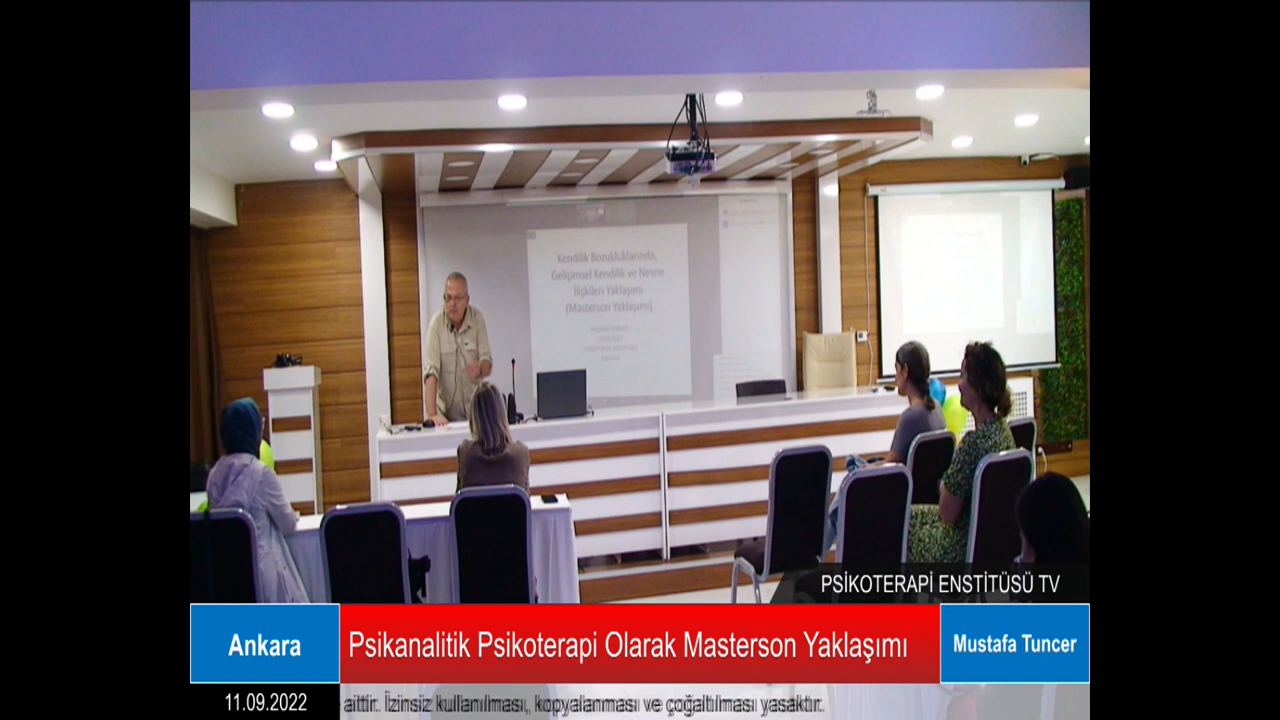 Kendilik Bozukluklarında,
Gelişimsel Kendilik ve Nesne
İlişkileri Yaklaşımı
(Masterson Yaklaşımı)
PSİKOTERAPİ ENSTİTÜSÜ TV
Ankara
Psikanalitik Psikoterapi Olarak Masterson Yaklaşımı
Mustafa Tuncer
11.09.2022
aittir. İzinsiz kullanılması, kopyalanması ve çoğaltılması yasaktır.